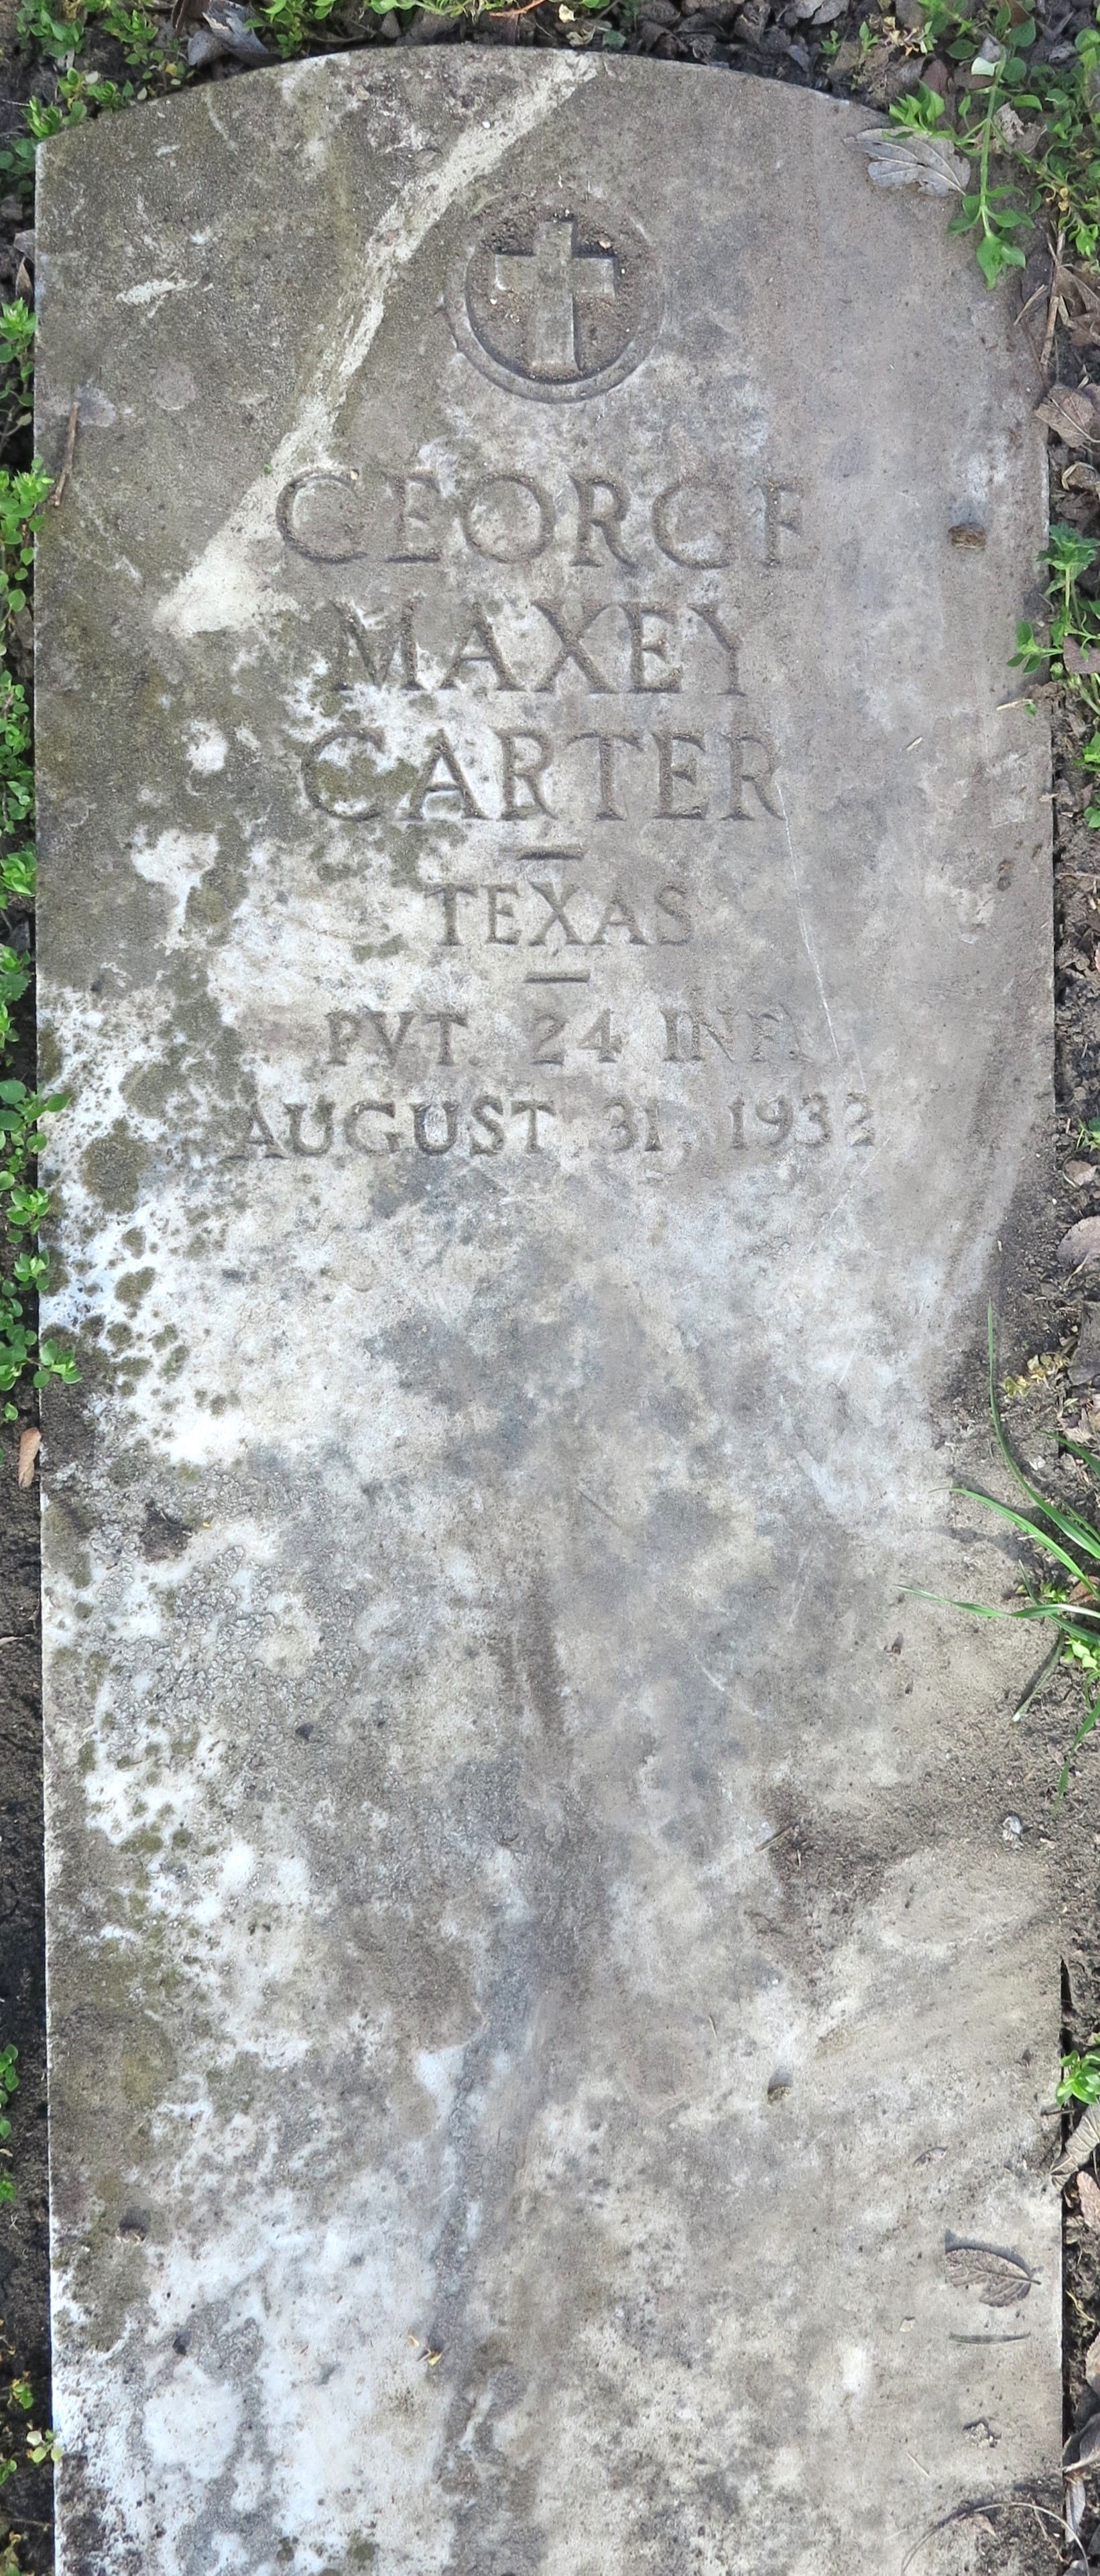 GEORGE
MAXEY
CARTER
TEXAS
PVT. 24 INF.
AUGUST 31, 1932